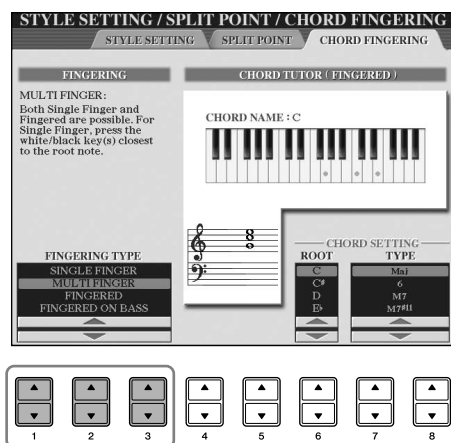 STYLE SETTING / SPLIT POINT / CHORD FINGERING
STYLE SETTING SPLIT POINT CHORD FINGERING
FINGERING
MULTI FINGER:
Both Single Finger and
Fingered are possible. For
Single Finger, press the
white/black key(s) closest
to the root note.
CHORD TUTOR ( FINGERED )
CHORD NAME : C
FINGERING TYPE
SINGLE FINGER
MULTI FINGER
FINGERED
FINGERED ON BASS
CHORD SETTING
ROOT
C
C#
D
E♭
TYPE
Maj
6
M7
M7#11
1 2 3 4 5 6 7 8